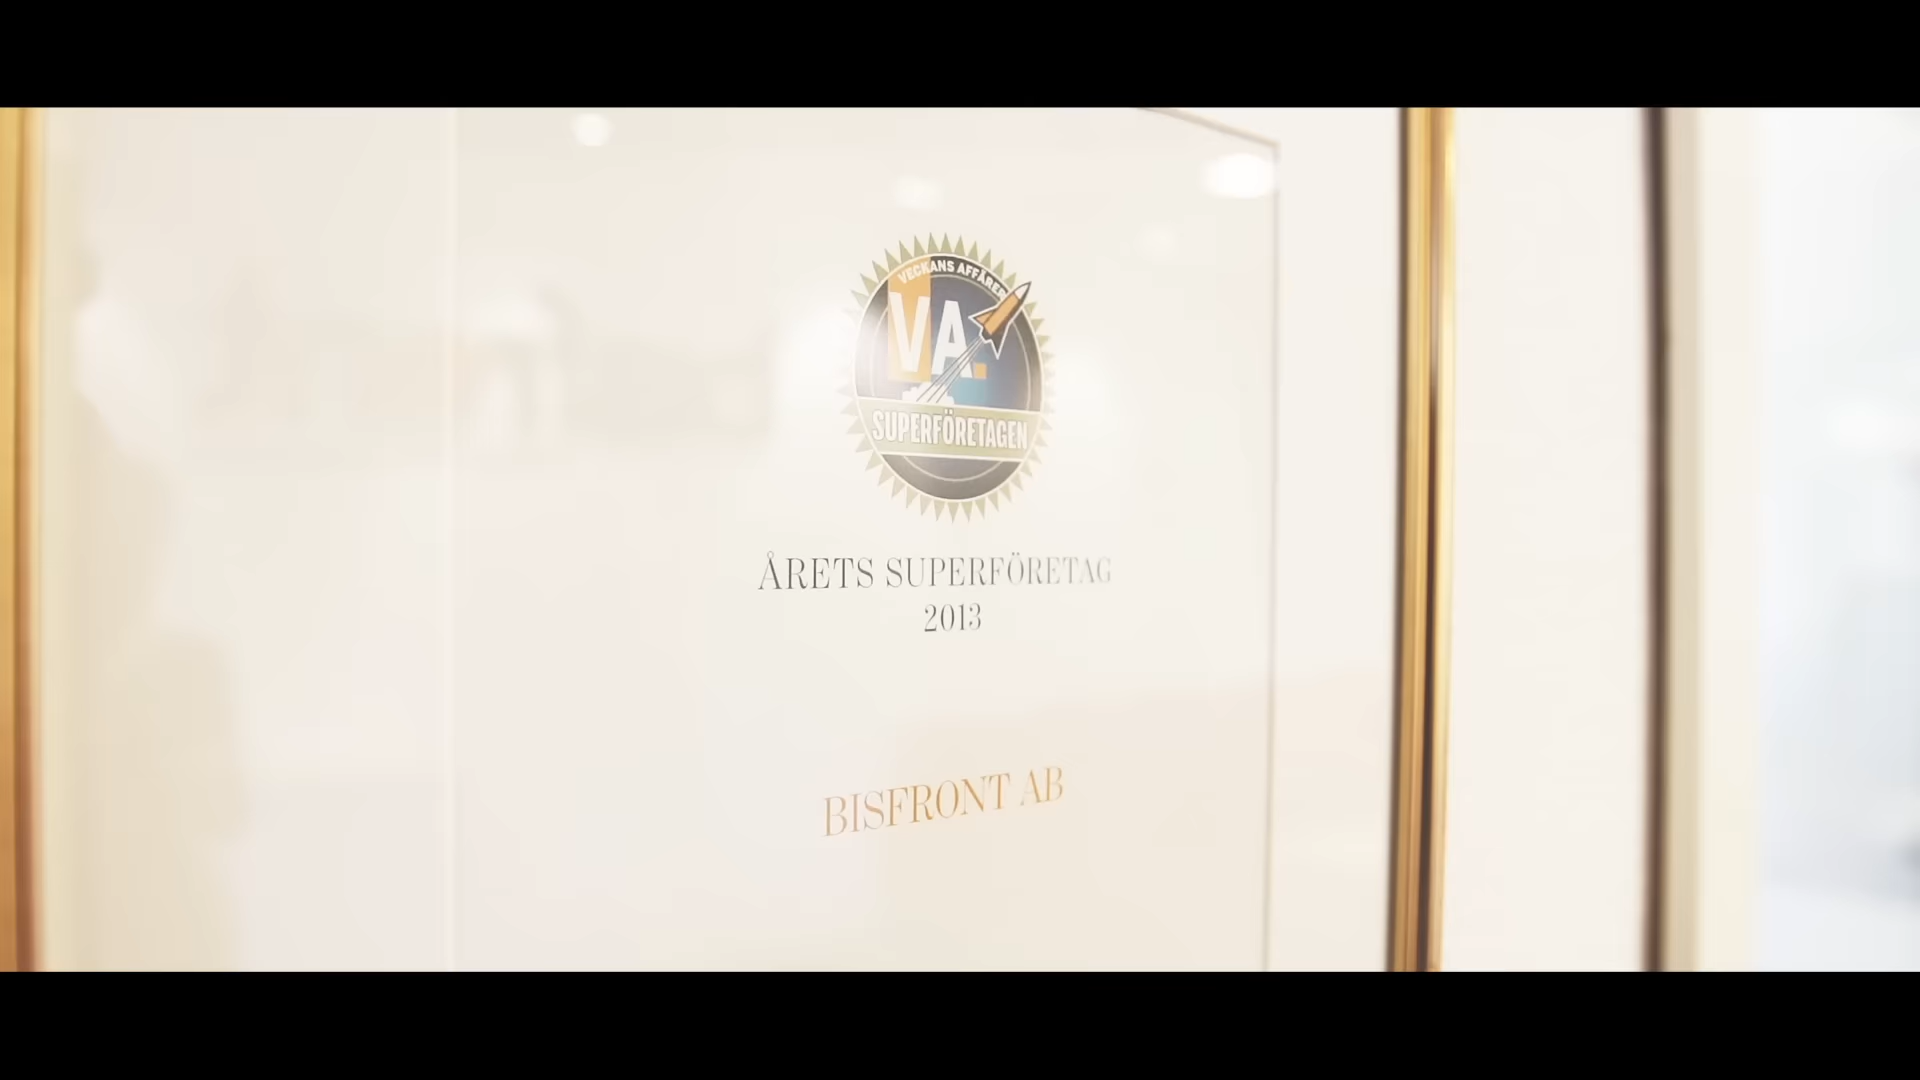 VECKANS AFFÄRER
VA.
SUPERFÖRETAGEN
ÅRETS SUPERFÖRETAG
2013
BISFRONT AB